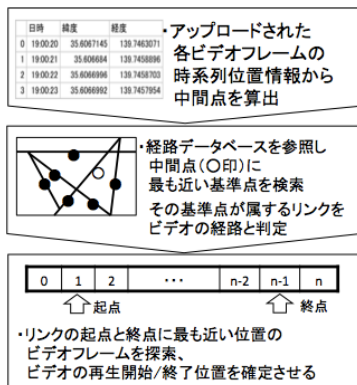 日時 緯度 経度
0 19:00:20 35.6067145 139.7463071
1 19:00:21 35.606684 139.7458896
2 19:00:22 35.6066996 139.7458703
3 19:00:23 35.6066992 139.7457954
・アップロードされた
各ビデオフレームの
時系列位置情報から
中間点を算出
・経路データベースを参照し
中間点(○印)に
最も近い基準点を検索
その基準点が属するリンクを
ビデオの経路と判定
0 1 2 ・・・ n-2 n-1 n
起点 終点
・リンクの起点と終点に最も近い位置の
ビデオフレームを探索、
ビデオの再生開始/終了位置を確定させる